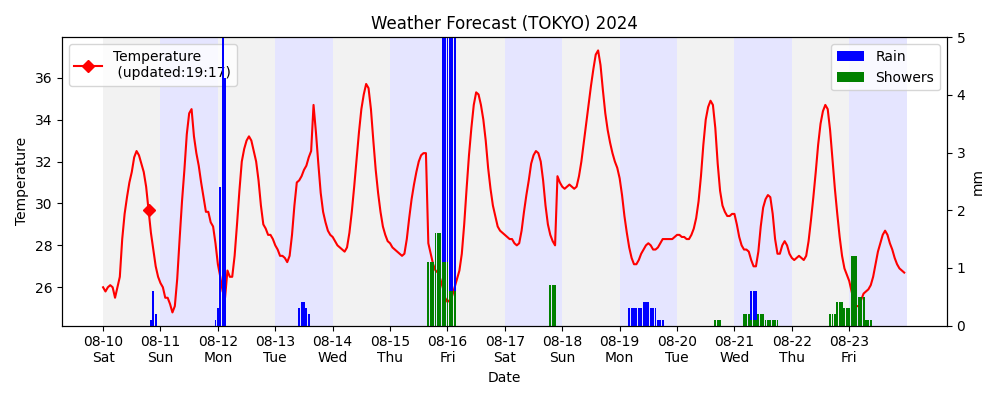 Weather Forecast (TOKYO) 2024
Temperature
(updated:19:17)
Rain
Showers
Temperature
36
34
32
30
28
26
5
4
3
2
1
0
mm
08-10 08-11 08-12 08-13 08-14 08-15 08-16 08-17 08-18 08-19 08-20 08-21 08-22 08-23
Sat Sun Mon Tue Wed Thu Fri Sat Sun Mon Tue Wed Thu Fri
Date